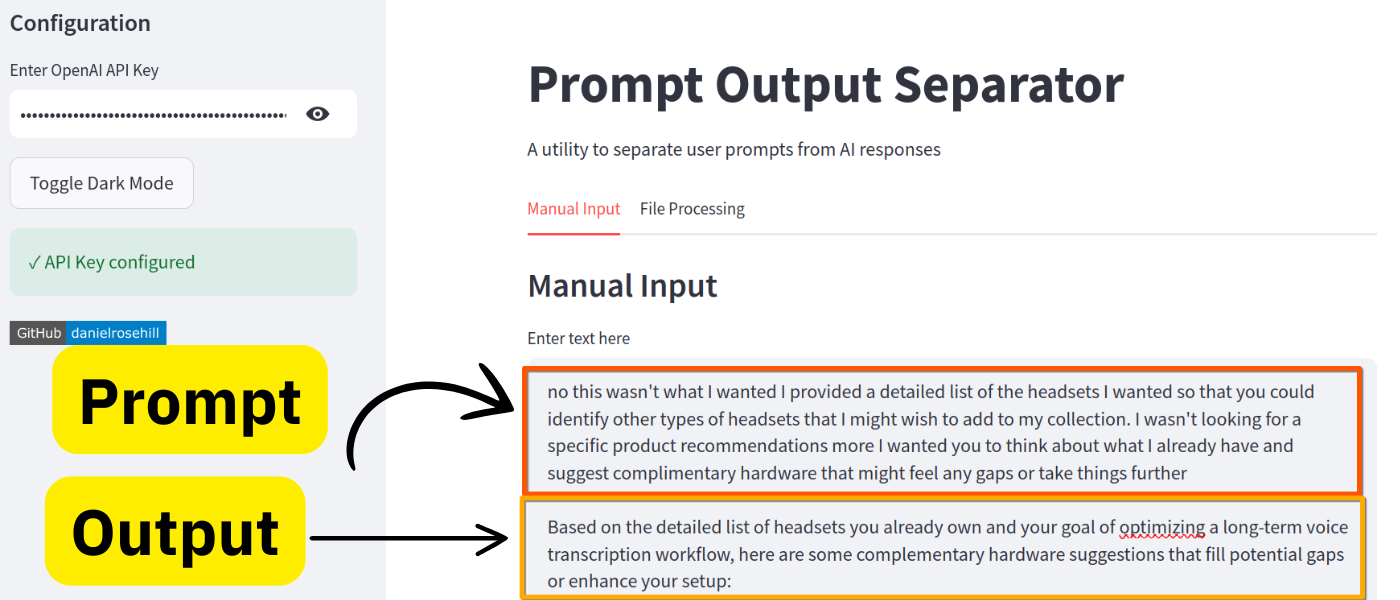 Configuration
Enter OpenAI API Key
Toggle Dark Mode
✓ API Key configured
GitHub danielrosehill
Prompt
Output
Prompt Output Separator
A utility to separate user prompts from AI responses
Manual Input File Processing
Manual Input
Enter text here
no this wasn't what I wanted I provided a detailed list of the headsets I wanted so that you could
identify other types of headsets that I might wish to add to my collection. I wasn't looking for a
specific product recommendations more I wanted you to think about what I already have and
suggest complimentary hardware that might feel any gaps or take things further
Based on the detailed list of headsets you already own and your goal of optimizing a long-term voice
transcription workflow, here are some complementary hardware suggestions that fill potential gaps
or enhance your setup: